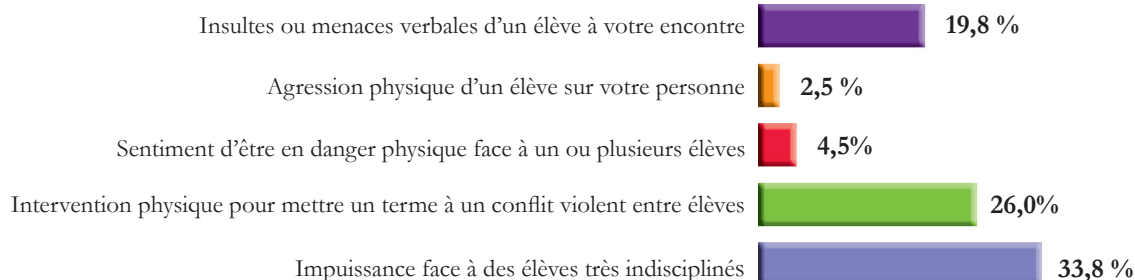 Insultes ou menaces verbales d'un élève à votre encontre 19,8 %
Agression physique d'un élève sur votre personne 2,5 %
Sentiment d'être en danger physique face à un ou plusieurs élèves 4,5%
Intervention physique pour mettre un terme à un conflit violent entre élèves 26,0%
Impuissance face à des élèves très indisciplinés 33,8 %